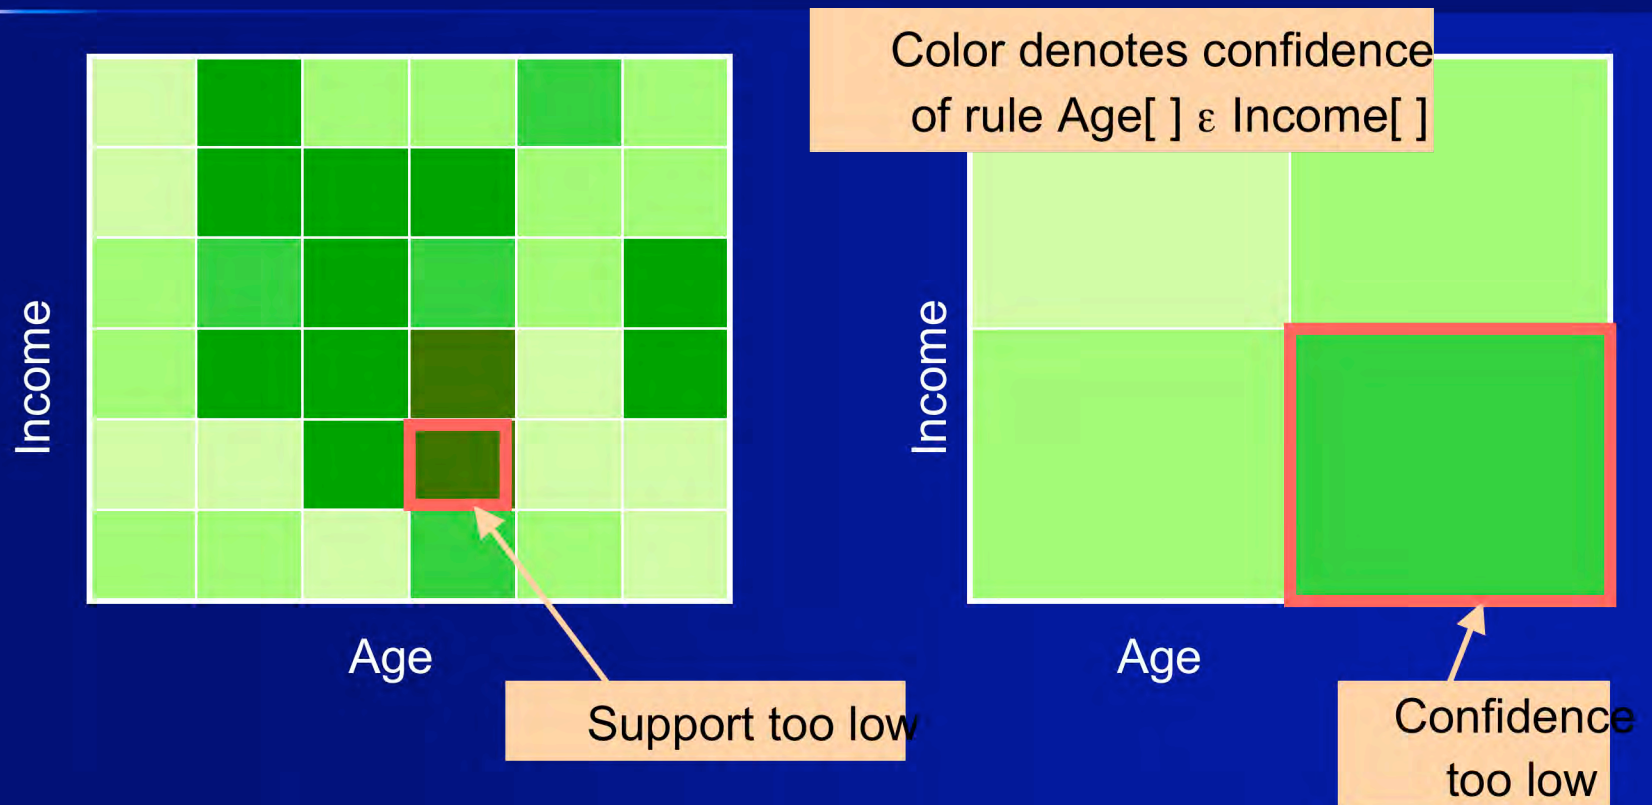 Color denotes confidence
of rule Age[ ] ε Income[ ]
Income
Income
Age
Age
Support too low
Confidence
too low